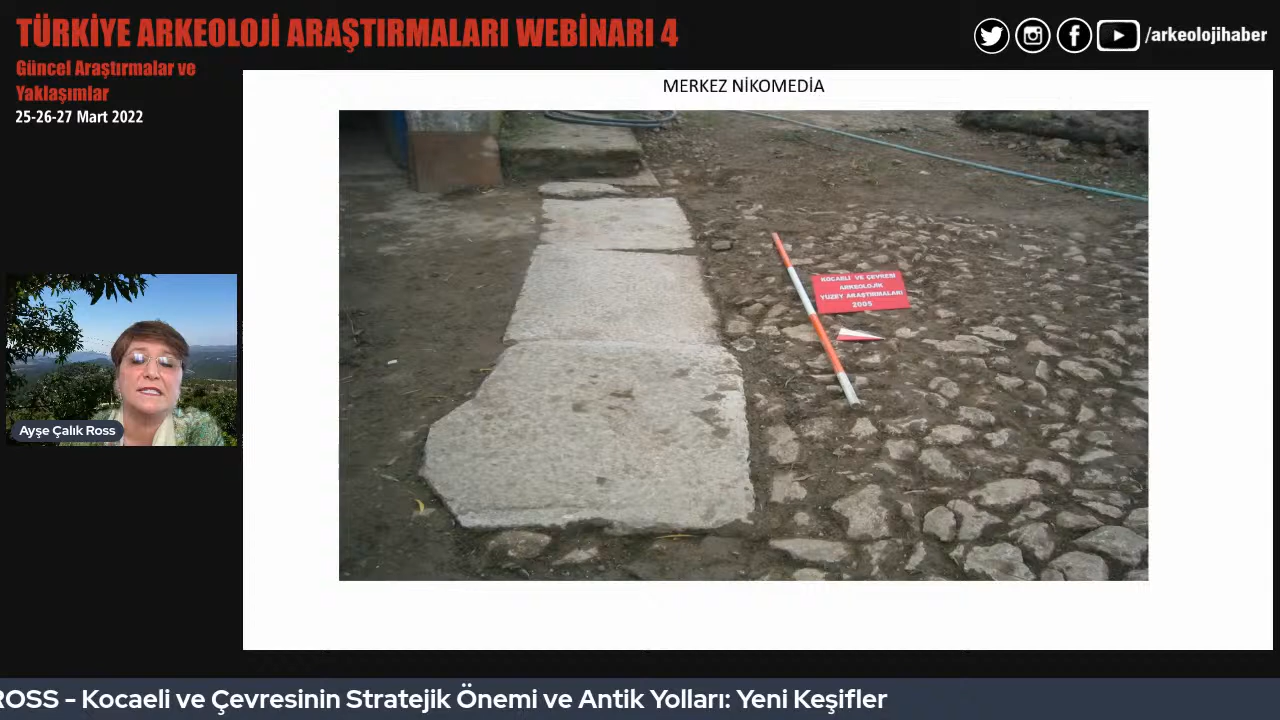 TÜRKİYE ARKEOLOJİ ARAŞTIRMALARI WEBİNARI 4
Güncel Araştırmalar ve
Yaklaşımlar
25-26-27 Mart 2022
/arkeolojihaber
MERKEZ NİKOMEDİA
KOCAELİ VE ÇEVRESİ
ARKEOLOJİK
YÜZEY ARAŞTIRMALARI
2005
Ayşe Çalık Ross
ROSS - Kocaeli ve Çevresinin Stratejik Önemi ve Antik Yolları: Yeni Keşifler